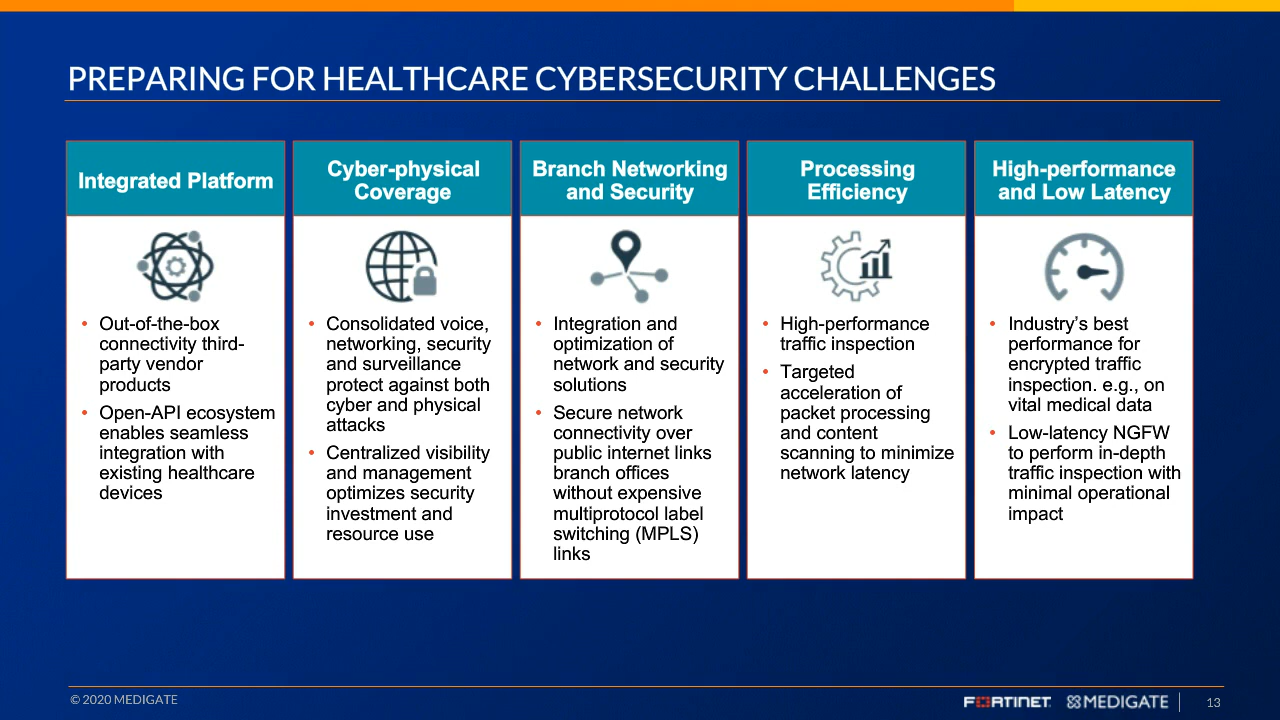 PREPARING FOR HEALTHCARE CYBERSECURITY CHALLENGES
Integrated Platform
• Out-of-the-box
connectivity third-
party vendor
products
• Open-API ecosystem
enables seamless
integration with
existing healthcare
devices
Cyber-physical
Coverage
• Consolidated voice,
networking, security
and surveillance
protect against both
cyber and physical
attacks
• Centralized visibility
and management
optimizes security
investment and
resource use
Branch Networking
and Security
• Integration and
optimization of
network and security
solutions
• Secure network
connectivity over
public internet links
branch offices
without expensive
multiprotocol label
switching (MPLS)
links
Processing
Efficiency
• High-performance
traffic inspection
• Targeted
acceleration of
packet processing
and content
scanning to minimize
network latency
High-performance
and Low Latency
• Industry’s best
performance for
encrypted traffic
inspection. e.g., on
vital medical data
• Low-latency NGFW
to perform in-depth
traffic inspection with
minimal operational
impact
© 2020 MEDIGATE
FORTINET MEDIGATE 13